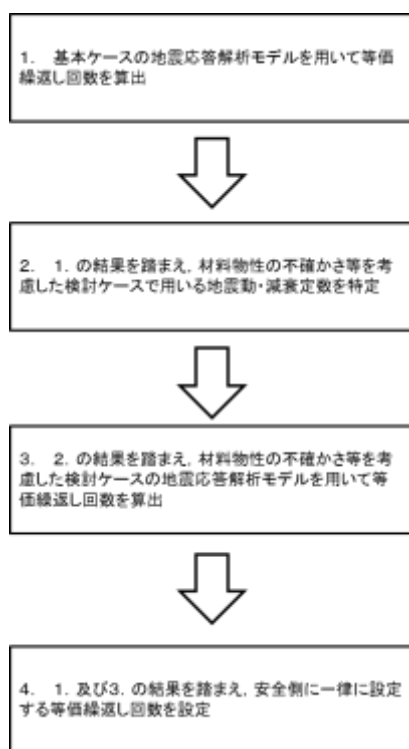 1. 基本ケースの地震応答解析モデルを用いて等価
繰返し回数を算出
2. 1. の結果を踏まえ，材料物性の不確かさ等を考
慮した検討ケースで用いる地震動・減衰定数を特定
3. 2. の結果を踏まえ，材料物性の不確かさ等を考
慮した検討ケースの地震応答解析モデルを用いて等
価繰返し回数を算出
4. 1. 及び3. の結果を踏まえ，安全側に一律に設定
する等価繰返し回数を設定